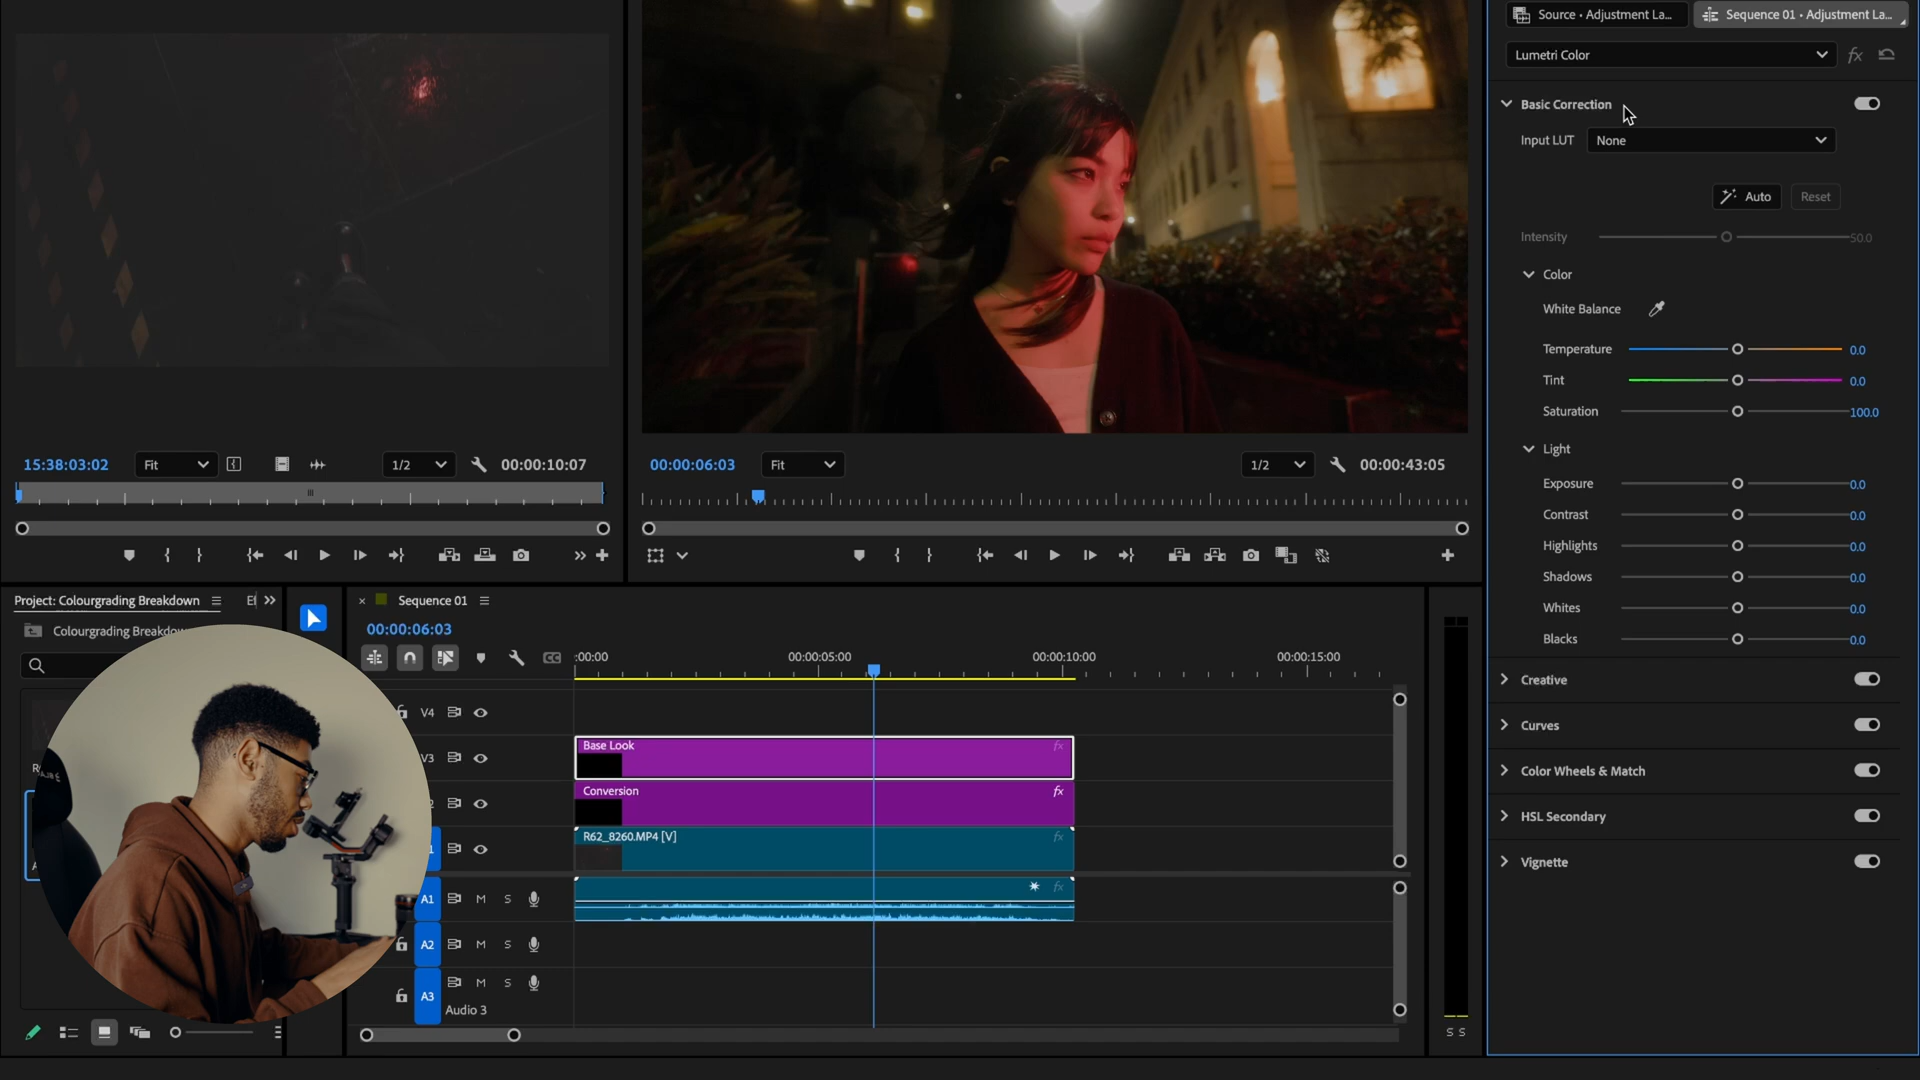 Source • Adjustment La...
Sequence 01 • Adjustment La...
Lumetri Color
fx
Basic Correction
Input LUT
None
Auto
Reset
Intensity
50.0
Color
White Balance
Temperature
0.0
Tint
0.0
Saturation
100.0
Light
Exposure
0.0
Contrast
0.0
Highlights
0.0
Shadows
0.0
Whites
0.0
Blacks
0.0
Creative
Curves
Color Wheels & Match
HSL Secondary
Vignette
15:38:03:02
Fit
1/2
00:00:10:07
00:00:06:03
Fit
1/2
00:00:43:05
Project: Colourgrading Breakdown
Colourgrading Breakdow
Sequence 01
00:00:06:03
CC
:00:00
00:00:05:00
00:00:10:00
00:00:15:00
V4
V3
Base Look
fx
Conversion
fx
R62_8260.MP4 [V]
fx
A1
M
S
fx
A2
M
S
A3
M
S
Audio 3
S S